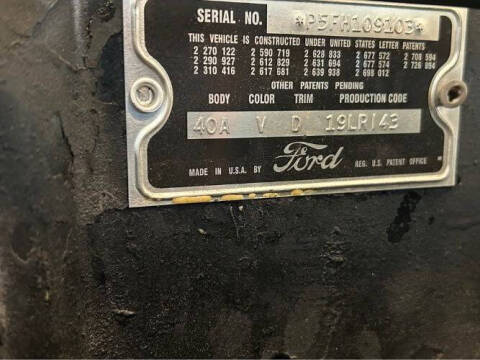 SERIAL NO. *P5FH109103*
THIS VEHICLE IS CONSTRUCTED UNDER UNITED STATES LETTER PATENTS
2 270 122 2 590 719 2 628 833 2 677 572 2 708 594
2 290 927 2 612 829 2 631 694 2 677 574 2 726 894
2 310 416 2 617 681 2 639 938 2 698 012
OTHER PATENTS PENDING
BODY COLOR TRIM PRODUCTION CODE
40A V D 19LR143
MADE IN U.S.A. BY Ford REG. U.S. PATENT OFFICE